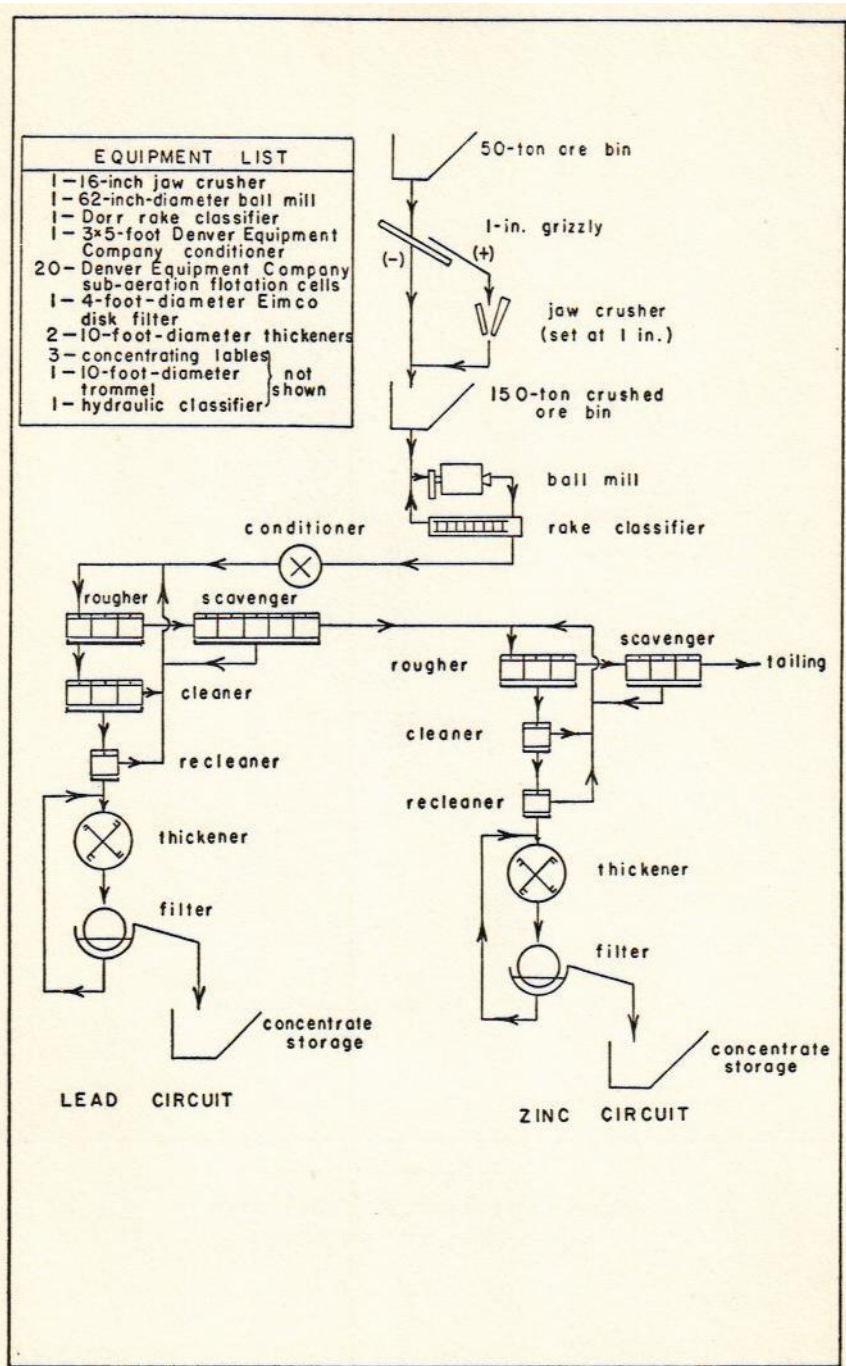 EQUIPMENT LIST
1-16-inch jaw crusher
1-62-inch-diameter ball mill
1-Dorr rake classifier
1-3×5-foot Denver Equipment
Company conditioner
20-Denver Equipment Company
sub-aeration flotation cells
1-4-foot-diameter Eimco
disk filter
2-10-foot-diameter thickeners
3-concentrating tables
1-10-foot-diameter
trommel
1-hydraulic classifier
not
shown
50-ton ore bin
1-in. grizzly
(-)
(+)
jaw crusher
(set at 1 in.)
150-ton crushed
ore bin
ball mill
rake classifier
conditioner
rougher
scavenger
cleaner
recleaner
thickener
filter
concentrate
storage
LEAD CIRCUIT
rougher
scavenger
tailing
cleaner
recleaner
thickener
filter
concentrate
storage
ZINC CIRCUIT